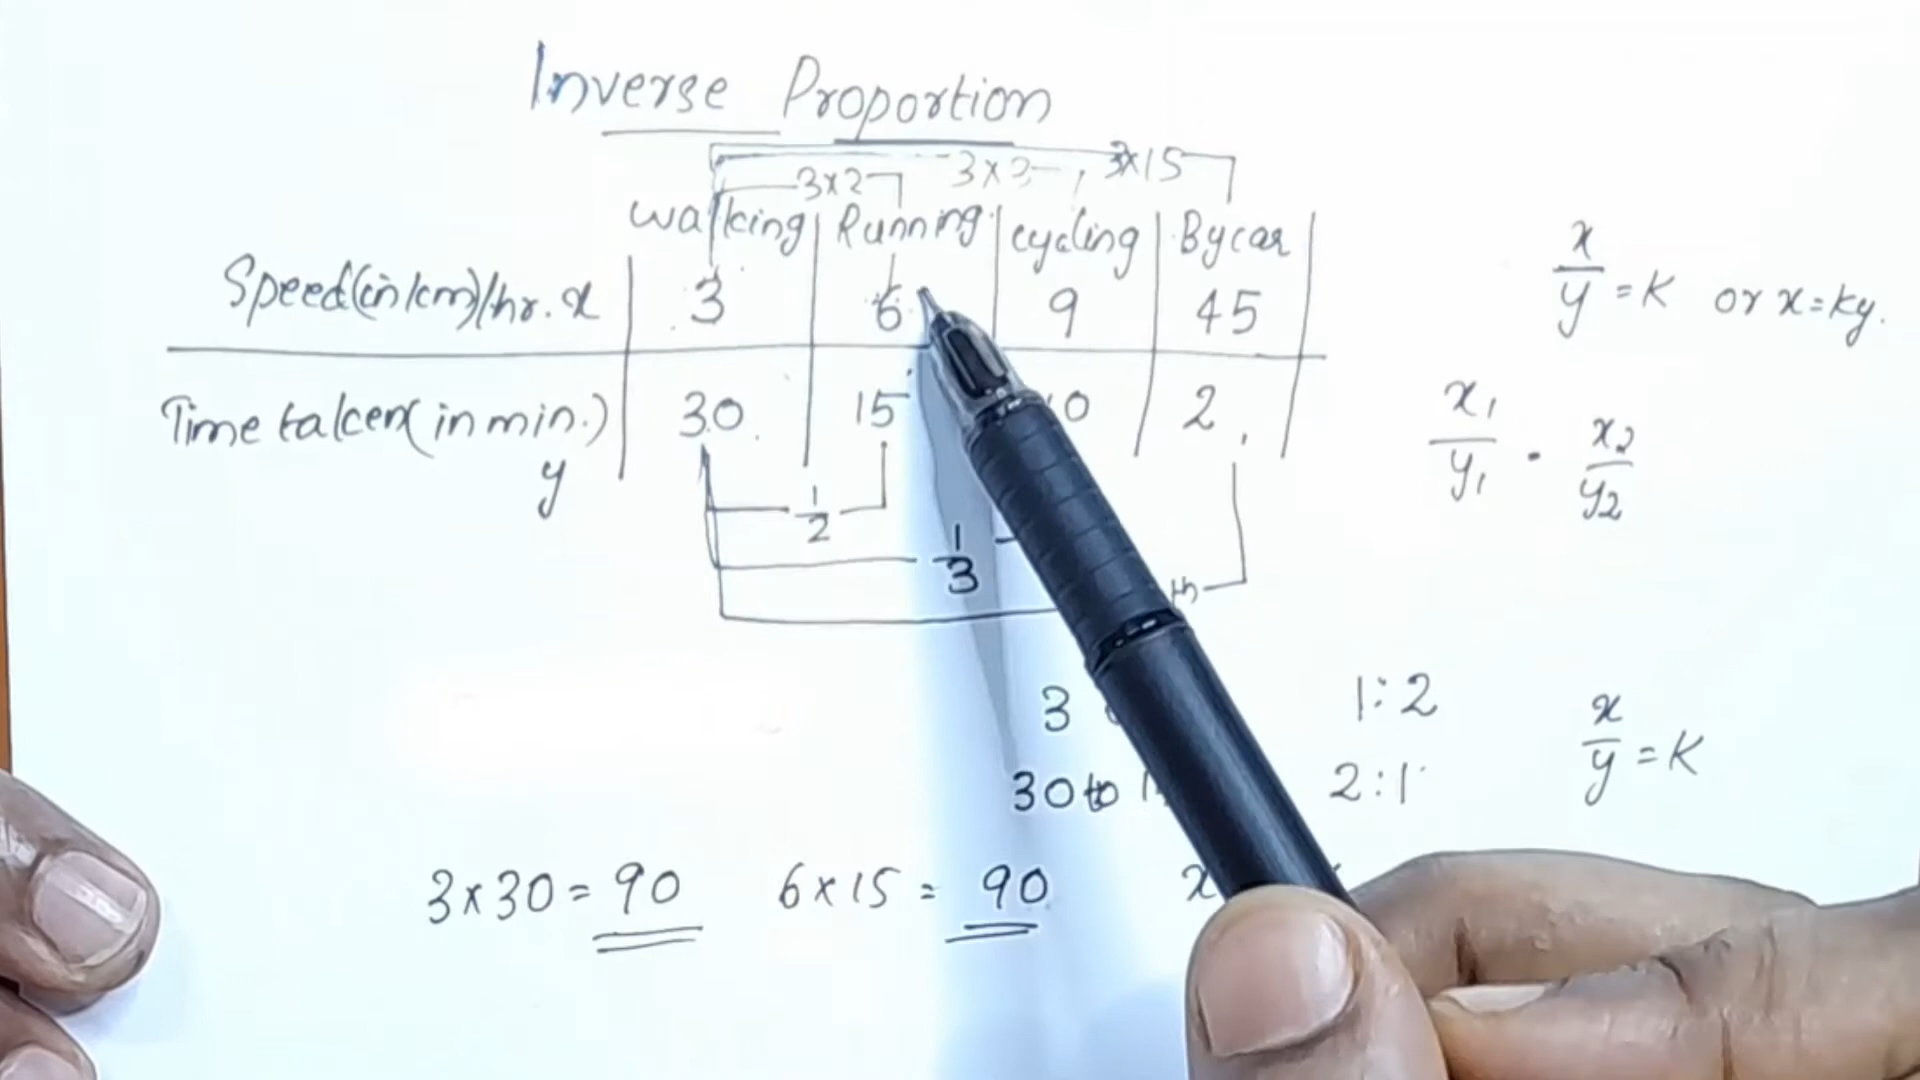 Inverse Proportion
3x2 3x3 3x15
walking Running cycling Bycar
Speed(in km)/hr. x 3 6 9 45
x/y = K or x=ky.
Time taken(in min.) y 30 15 10 2
x1/y1 . x2/y2
1/2
1/3
th
3 1:2
x/y = K
30 to 2:1
3x30 = 90 6x15 = 90 x